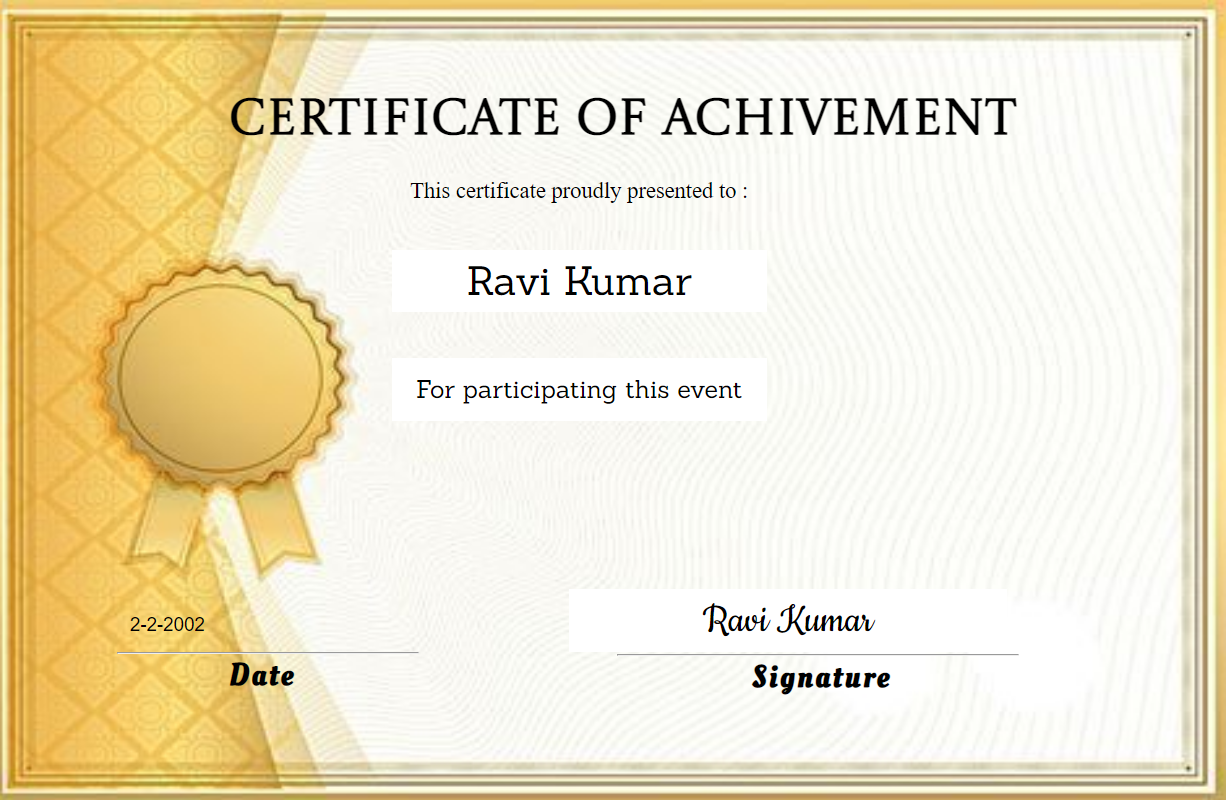 CERTIFICATE OF ACHIVEMENT
This certificate proudly presented to :
Ravi Kumar
For participating this event
2-2-2002
Ravi Kumar
Date
Signature